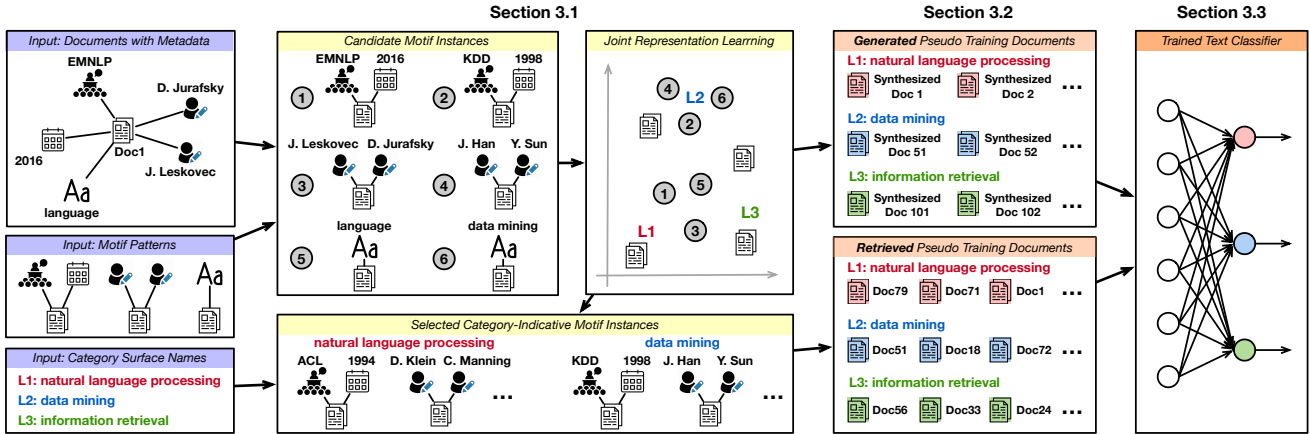 Section 3.1
Section 3.2
Section 3.3
Input: Documents with Metadata
EMNLP
D. Jurafsky
2016
Doc1
J. Leskovec
Aa
language
Input: Motif Patterns
Aa
Input: Category Surface Names
L1: natural language processing
L2: data mining
L3: information retrieval
Candidate Motif Instances
EMNLP 2016
KDD 1998
1
2
J. Leskovec D. Jurafsky
J. Han Y. Sun
3
4
language
data mining
5
Aa
6
Aa
Joint Representation Learrning
4
L2
6
2
1
5
L3
L1
3
Selected Category-Indicative Motif Instances
natural language processing
data mining
ACL 1994 D. Klein C. Manning
KDD 1998 J. Han Y. Sun
...
...
Generated Pseudo Training Documents
L1: natural language processing
Synthesized Doc 1
Synthesized Doc 2
...
L2: data mining
Synthesized Doc 51
Synthesized Doc 52
...
L3: information retrieval
Synthesized Doc 101
Synthesized Doc 102
...
Retrieved Pseudo Training Documents
L1: natural language processing
Doc79 Doc71 Doc1 ...
L2: data mining
Doc51 Doc18 Doc72 ...
L3: information retrieval
Doc56 Doc33 Doc24 ...
Trained Text Classifier